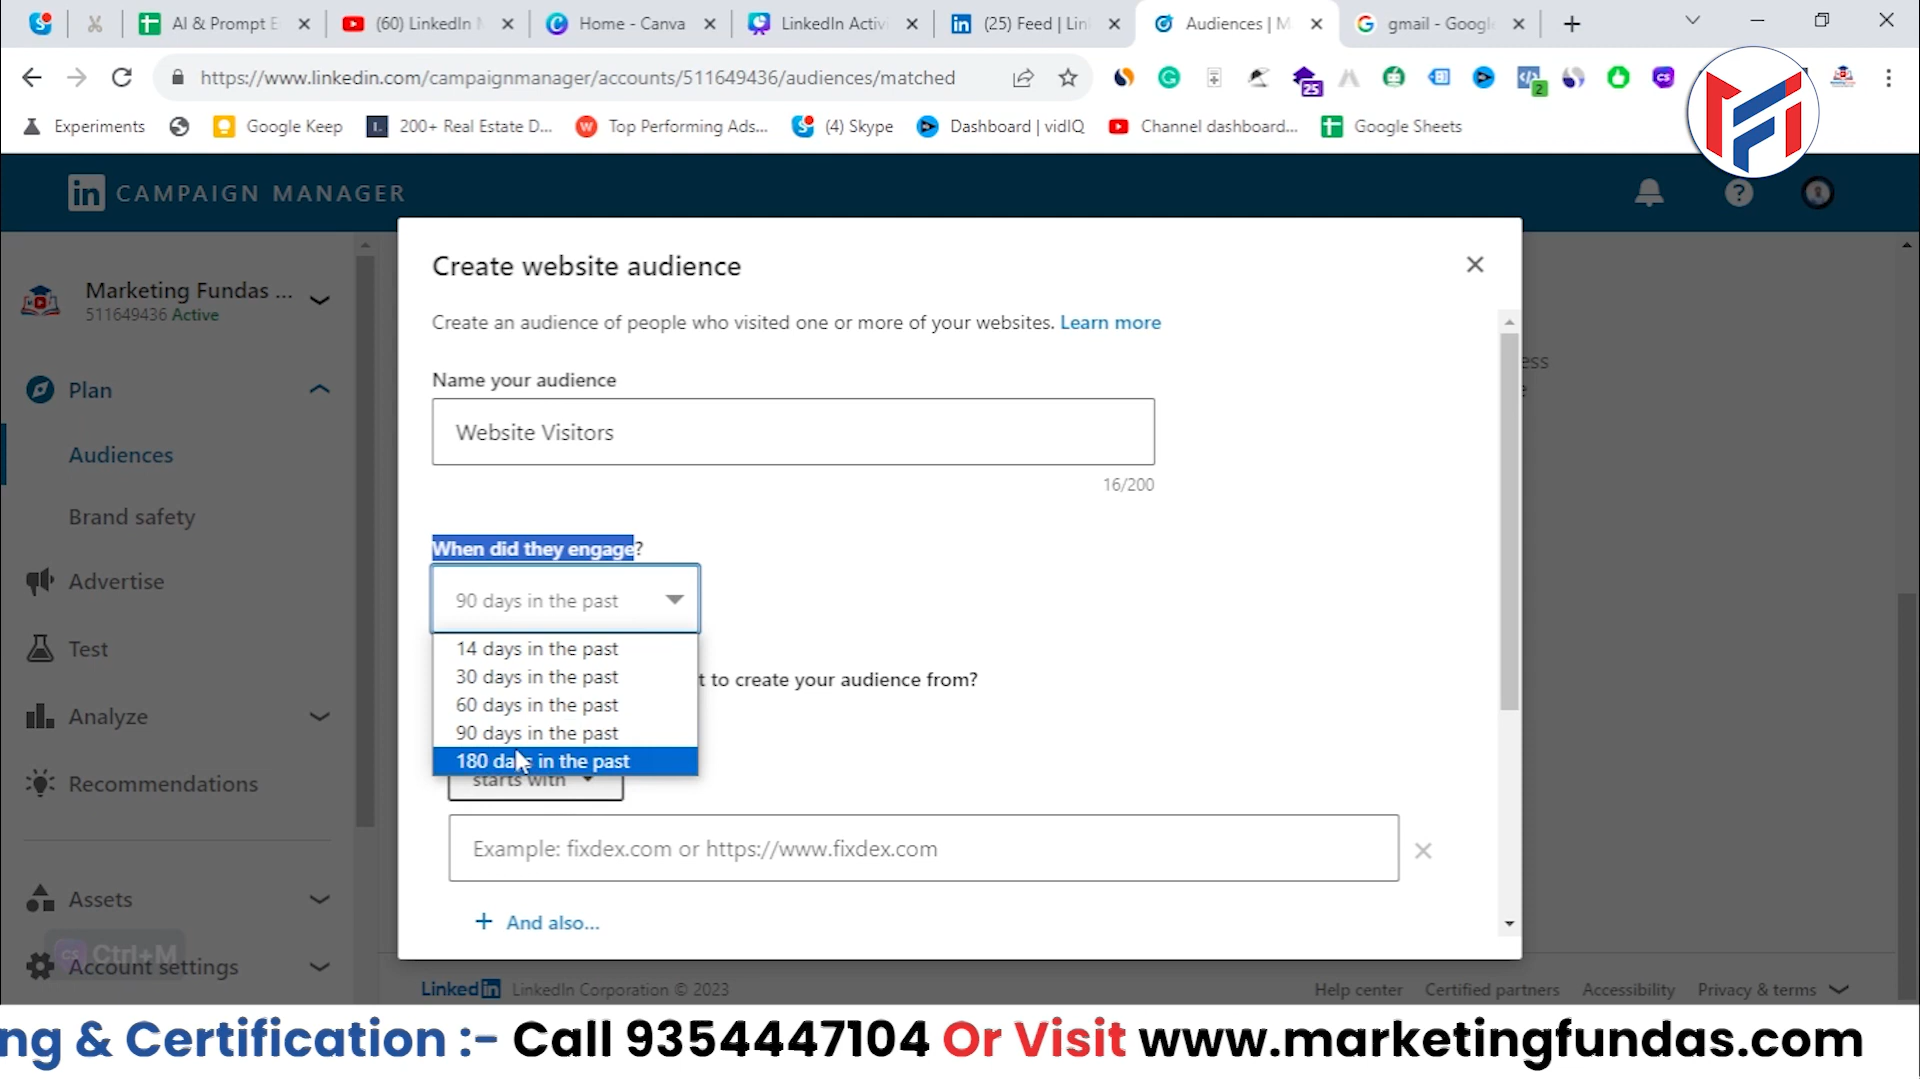 AI & Prompt E
(60) LinkedIn M
Home - Canva
LinkedIn Activi
(25) Feed | Lin
Audiences | M
gmail - Google
https://www.linkedin.com/campaignmanager/accounts/511649436/audiences/matched
25
2
Experiments
Google Keep
200+ Real Estate D...
Top Performing Ads...
(4) Skype
Dashboard | vidIQ
Channel dashboard...
Google Sheets
in CAMPAIGN MANAGER
Marketing Fundas ...
511649436 Active
Plan
Audiences
Brand safety
Advertise
Test
Analyze
Recommendations
Assets
Ctrl+M
Account settings
Create website audience
Create an audience of people who visited one or more of your websites. Learn more
Name your audience
Website Visitors
16/200
When did they engage?
90 days in the past
14 days in the past
30 days in the past
60 days in the past
90 days in the past
180 days in the past
t to create your audience from?
starts with
Example: fixdex.com or https://www.fixdex.com
+ And also...
ess
LinkedIn LinkedIn Corporation © 2023
Help center
Certified partners
Accessibility
Privacy & terms
ng & Certification :- Call 9354447104 Or Visit www.marketingfundas.com